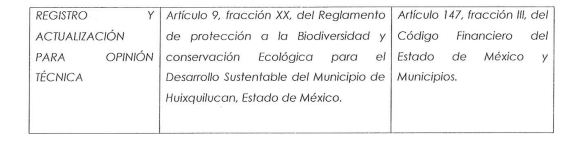 REGISTRO Y
ACTUALIZACIÓN
PARA OPINIÓN
TÉCNICA
Artículo 9, fracción XX, del Reglamento
de protección a la Biodiversidad y
conservación Ecológica para el
Desarrollo Sustentable del Municipio de
Huixquilucan, Estado de México.
Artículo 147, fracción III, del
Código Financiero del
Estado de México y
Municipios.